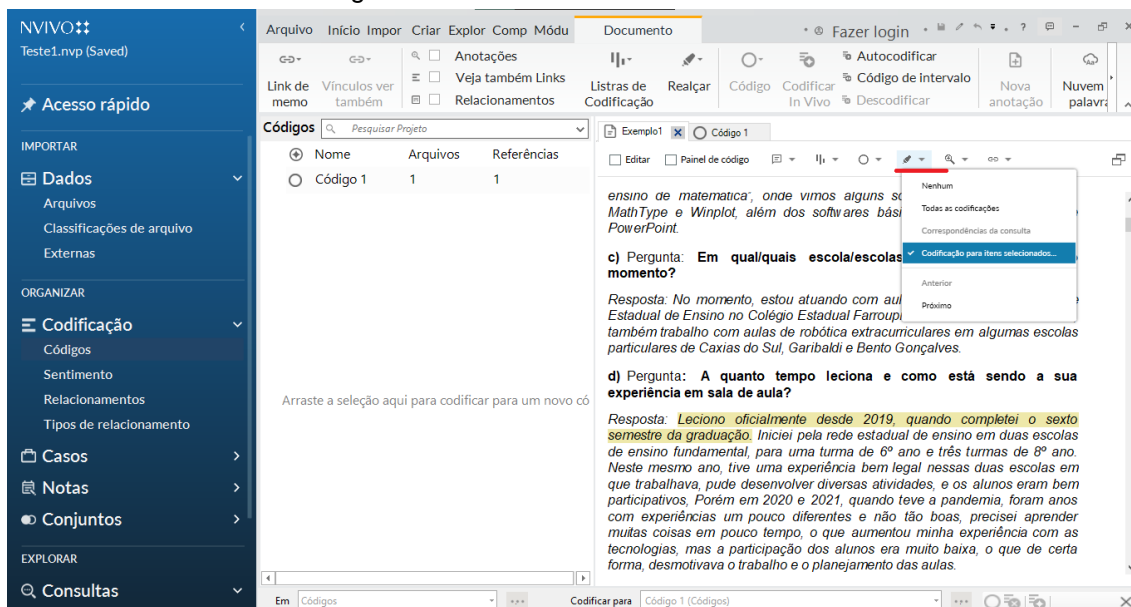 NVIVO
Teste1.nvp (Saved)
Acesso rápido
IMPORTAR
Dados
Arquivos
Classificações de arquivo
Externas
ORGANIZAR
Codificação
Códigos
Sentimento
Relacionamentos
Tipos de relacionamento
Casos
Notas
Conjuntos
EXPLORAR
Consultas
Arquivo Início Impor Criar Explor Comp Módu Documento Fazer login ?
Link de memo
Vínculos ver também
Anotações
Veja também Links
Relacionamentos
Listras de Codificação
Realçar
Código
Codificar In Vivo
Autocodificar
Código de intervalo
Descodificar
Nova anotação
Nuvem palavra
Códigos Pesquisar Projeto
Nome Arquivos Referências
Código 1 1 1
Arraste a seleção aqui para codificar para um novo có
Exemplo1 Código 1
Editar Painel de código
Nenhum
Todas as codificações
Correspondências da consulta
Codificação para itens selecionados...
Anterior
Próximo
ensino de matemática", onde vimos alguns
MathType e Winplot, além dos softwares
PowerPoint.
c) Pergunta: Em qual/quais escola/escolas
momento?
Resposta: No momento, estou atuando com
Estadual de Ensino no Colégio Estadual
também trabalho com aulas de robótica extracurriculares em algumas escolas
particulares de Caxias do Sul, Garibaldi e Bento Gonçalves.
d) Pergunta: A quanto tempo leciona e como está sendo a sua
experiência em sala de aula?
Resposta: Leciono oficialmente desde 2019, quando completei o sexto
semestre da graduação. Iniciei pela rede estadual de ensino em duas escolas
de ensino fundamental, para uma turma de 6º ano e três turmas de 8º ano.
Neste mesmo ano, tive uma experiência bem legal nessas duas escolas em
que trabalhava, pude desenvolver diversas atividades, e os alunos eram bem
participativos, Porém em 2020 e 2021, quando teve a pandemia, foram anos
com experiências um pouco diferentes e não tão boas, precisei aprender
muitas coisas em pouco tempo, o que aumentou minha experiência com as
tecnologias, mas a participação dos alunos era muito baixa, o que de certa
forma, desmotivava o trabalho e o planejamento das aulas.
Em Códigos
Codificar para Código 1 (Códigos)